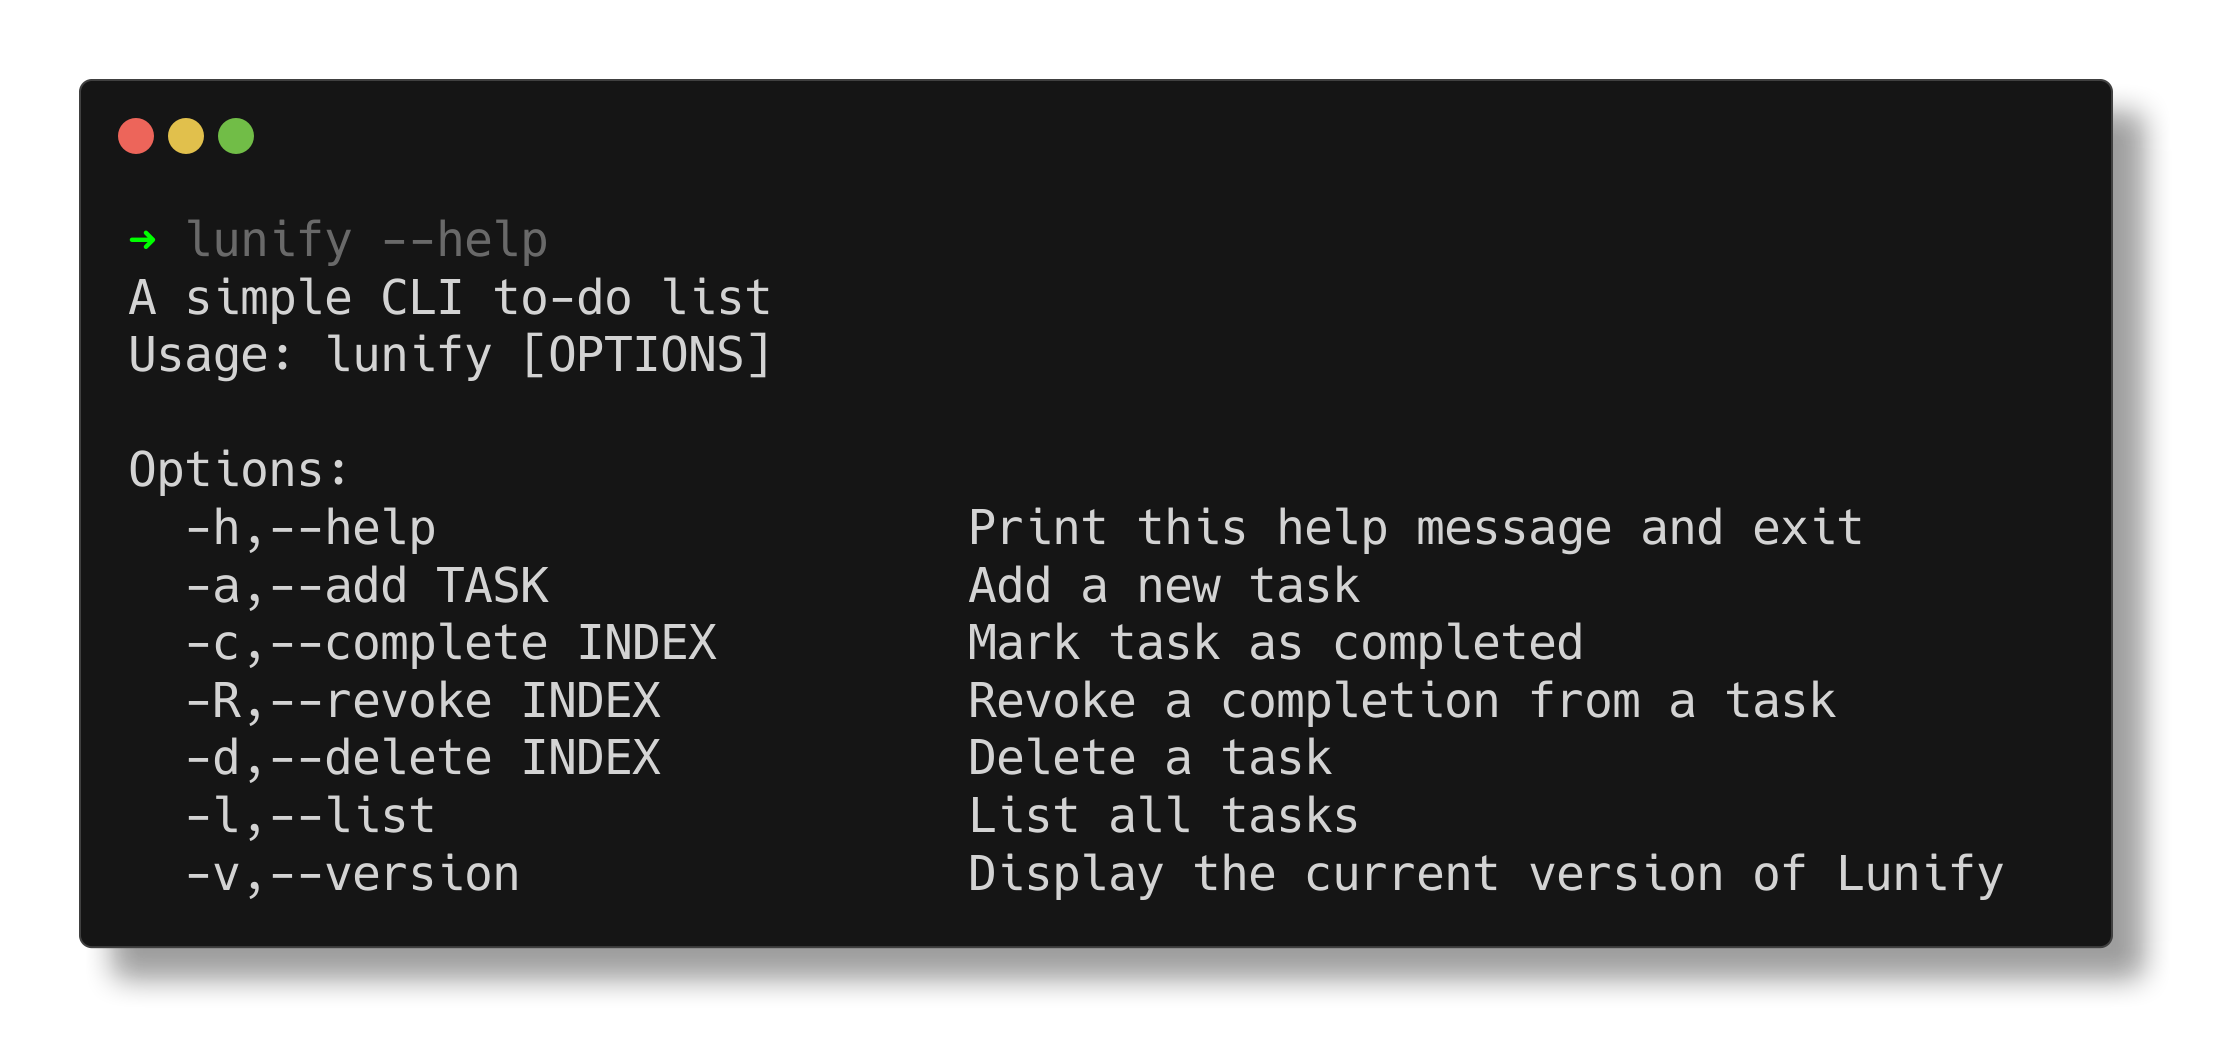 ➜ lunify --help
A simple CLI to-do list
Usage: lunify [OPTIONS]

Options:
  -h,--help                   Print this help message and exit
  -a,--add TASK               Add a new task
  -c,--complete INDEX         Mark task as completed
  -R,--revoke INDEX           Revoke a completion from a task
  -d,--delete INDEX           Delete a task
  -l,--list                   List all tasks
  -v,--version                Display the current version of Lunify